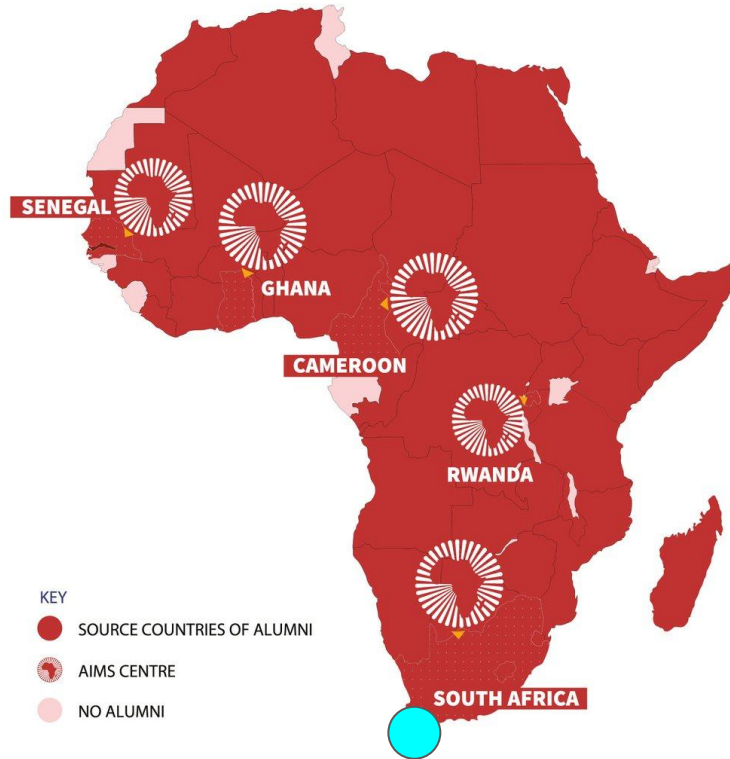 SENEGAL
GHANA
CAMEROON
RWANDA
SOUTH AFRICA
KEY
SOURCE COUNTRIES OF ALUMNI
AIMS CENTRE
NO ALUMNI